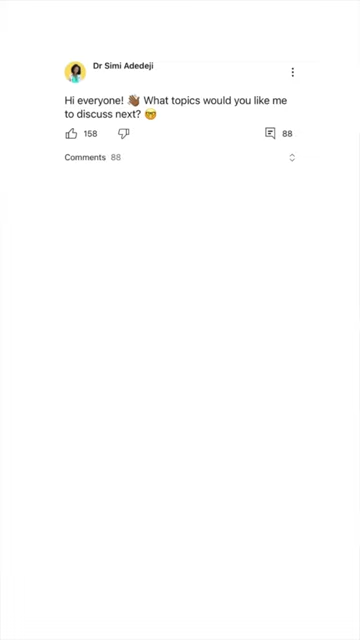 Dr Simi Adedeji
Hi everyone! 👋🏾 What topics would you like me
to discuss next? 🤓
158
88
Comments 88